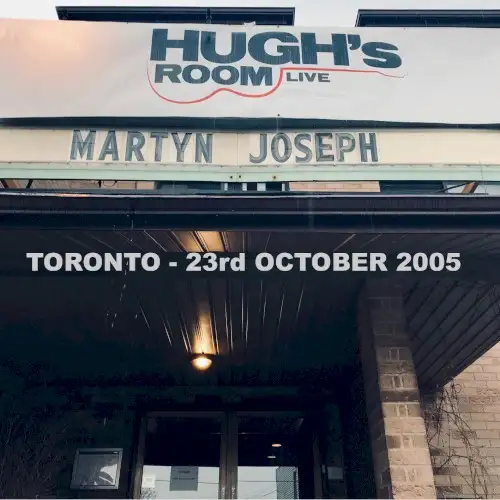 HUGH's
ROOM LIVE
MARTYN JOSEPH
TORONTO - 23rd OCTOBER 2005